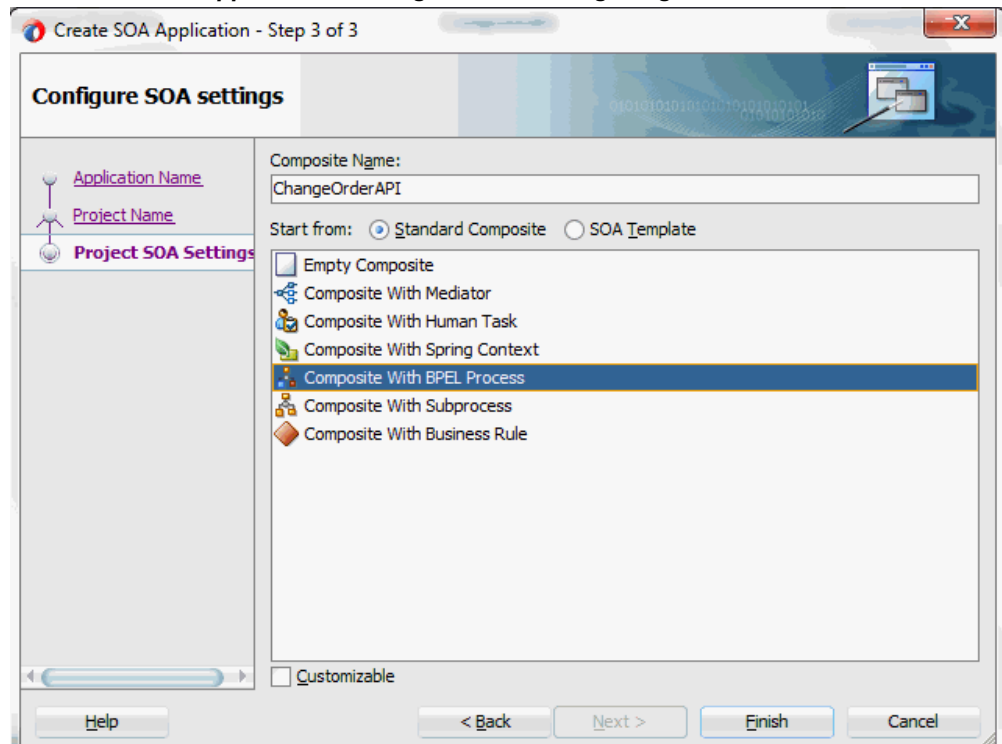 Create SOA Application - Step 3 of 3
X
Configure SOA settings
Application Name
Project Name
Project SOA Settings
Composite Name:
ChangeOrderAPI
Start from: Standard Composite SOA Template
Empty Composite
Composite With Mediator
Composite With Human Task
Composite With Spring Context
Composite With BPEL Process
Composite With Subprocess
Composite With Business Rule
Customizable
Help
< Back
Next >
Finish
Cancel